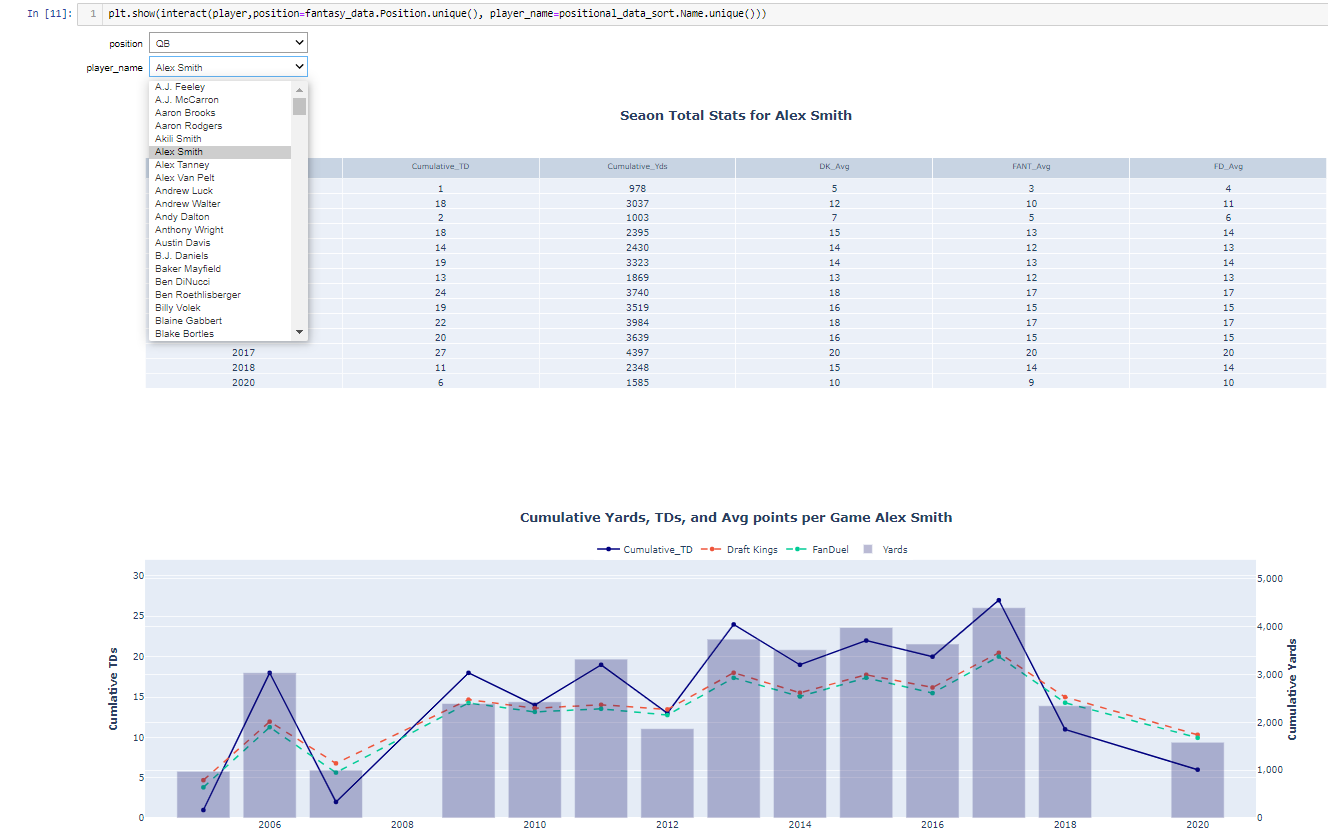 In [11]: 1 plt.show(interact(player,position=fantasy_data.Position.unique(), player_name=positional_data_sort.Name.unique()))
position QB
player_name Alex Smith
A.J. Feeley
A.J. McCarron
Aaron Brooks
Aaron Rodgers
Akili Smith
Alex Smith
Alex Tanney
Alex Van Pelt
Andrew Luck
Andrew Walter
Andy Dalton
Anthony Wright
Austin Davis
B.J. Daniels
Baker Mayfield
Ben DiNucci
Ben Roethlisberger
Billy Volek
Blaine Gabbert
Blake Bortles
Seaon Total Stats for Alex Smith
Cumulative_TD Cumulative_Yds DK_Avg FANT_Avg FD_Avg
1 978 5 3 4
18 3037 12 10 11
2 1003 7 5 6
18 2395 15 13 14
14 2430 14 12 13
19 3323 14 13 14
13 1869 13 12 13
24 3740 18 17 17
19 3519 16 15 15
22 3984 18 17 17
20 3639 16 15 15
2017 27 4397 20 20 20
2018 11 2348 15 14 14
2020 6 1585 10 9 10
Cumulative Yards, TDs, and Avg points per Game Alex Smith
Cumulative_TD Draft Kings FanDuel Yards
Cumlative TDs
30
25
20
15
10
5
0
5,000
4,000
3,000
2,000
1,000
0
Cumulative Yards
2006 2008 2010 2012 2014 2016 2018 2020